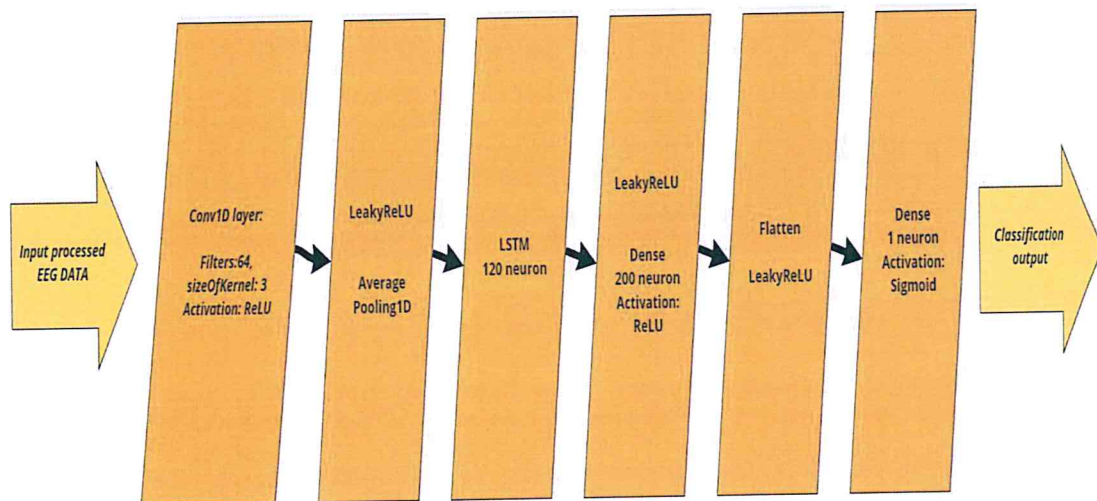 Input processed
EEG DATA
Conv1D layer:
Filters:64,
sizeOfKernel: 3
Activation: ReLU
LeakyReLU
Average
Pooling1D
LSTM
120 neuron
LeakyReLU
Dense
200 neuron
Activation:
ReLU
Flatten
LeakyReLU
Dense
1 neuron
Activation:
Sigmoid
Classification
output